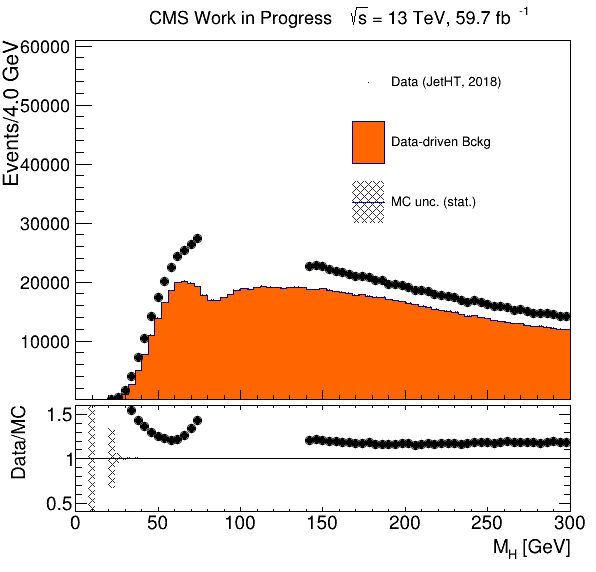 CMS Work in Progress √s = 13 TeV, 59.7 fb -1
Events/4.0 GeV
60000
50000
40000
30000
20000
10000
Data (JetHT, 2018)
Data-driven Bckg
MC unc. (stat.)
Data/MC
1.5
1
0.5
0 50 100 150 200 250 300
M_H [GeV]